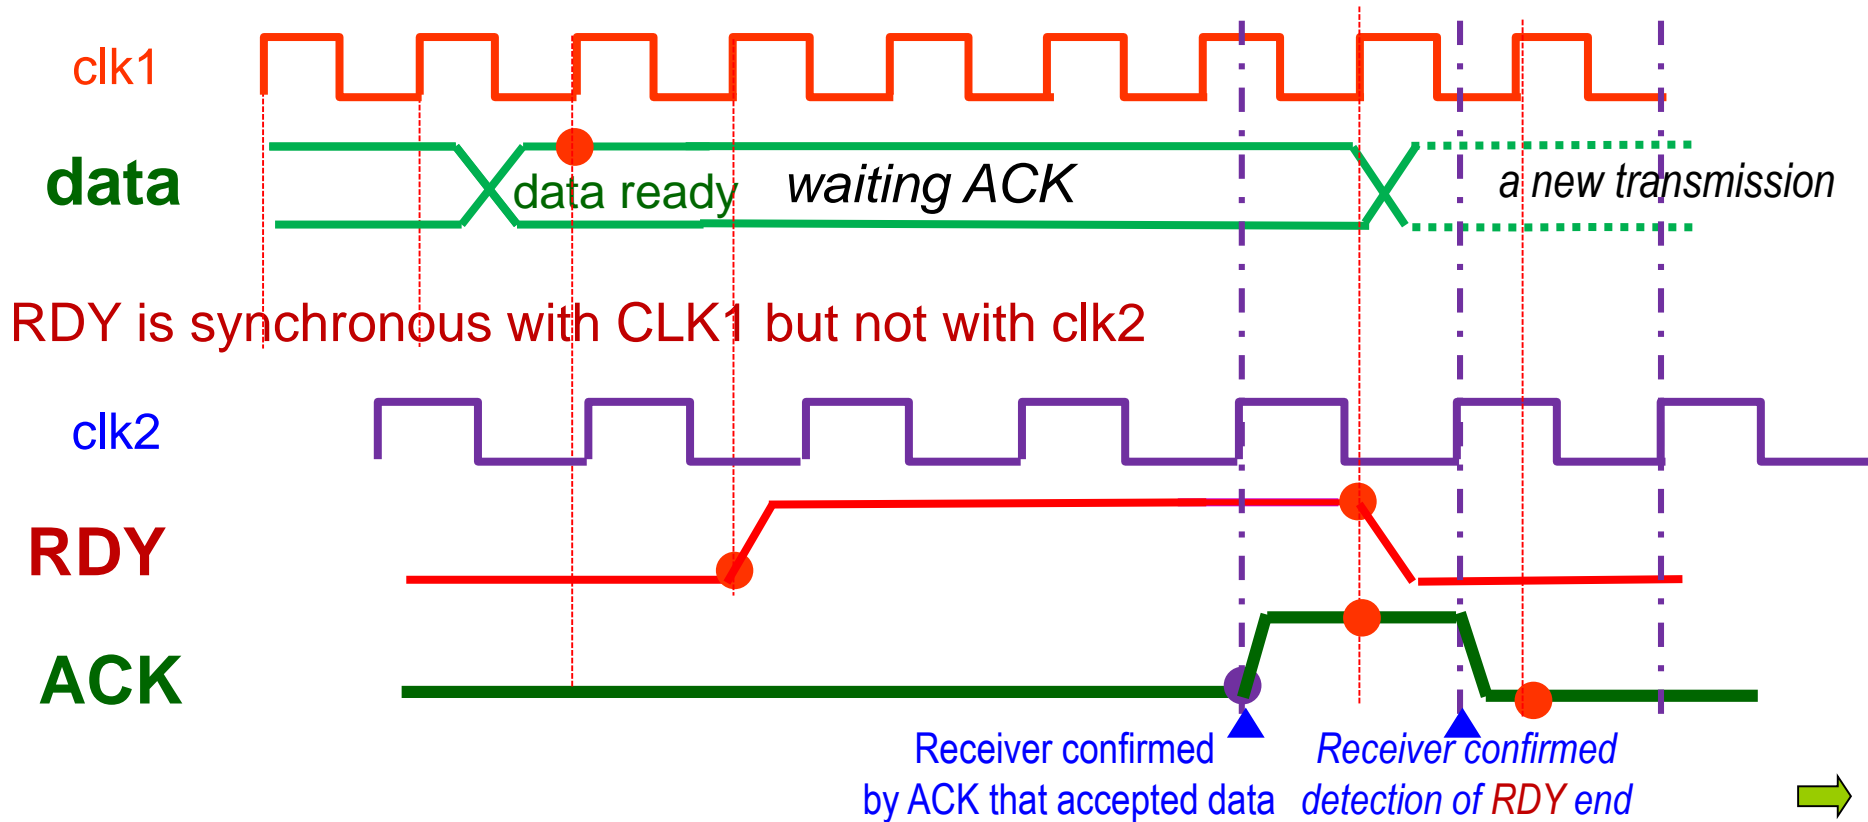 clk1
data
data ready
waiting ACK
a new transmission
RDY is synchronous with CLK1 but not with clk2
clk2
RDY
ACK
Receiver confirmed
by ACK that accepted data
Receiver confirmed
detection of RDY end